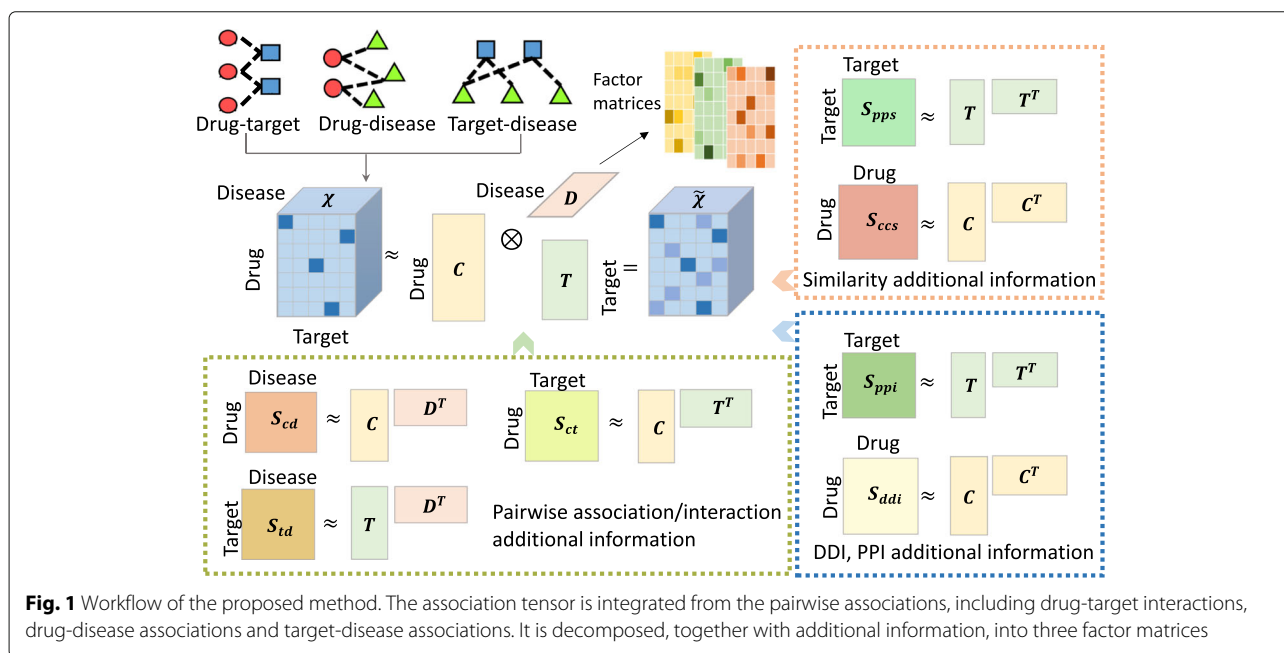 Drug-target
Drug-disease
Target-disease
Factor
matrices
Disease
χ
Drug
Target
≈
Drug
C
⊗
Disease
D
T
Target
=
χ̃
Target
Target
S_pps ≈ T T^T
Drug
Drug
S_ccs ≈ C C^T
Similarity additional information
Disease
Drug
S_cd ≈ C D^T
Target
Drug
S_ct ≈ C T^T
Disease
Target
S_td ≈ T D^T
Pairwise association/interaction
additional information
Target
Target
S_ppi ≈ T T^T
Drug
Drug
S_ddi ≈ C C^T
DDI, PPI additional information
Fig. 1 Workflow of the proposed method. The association tensor is integrated from the pairwise associations, including drug-target interactions,
drug-disease associations and target-disease associations. It is decomposed, together with additional information, into three factor matrices